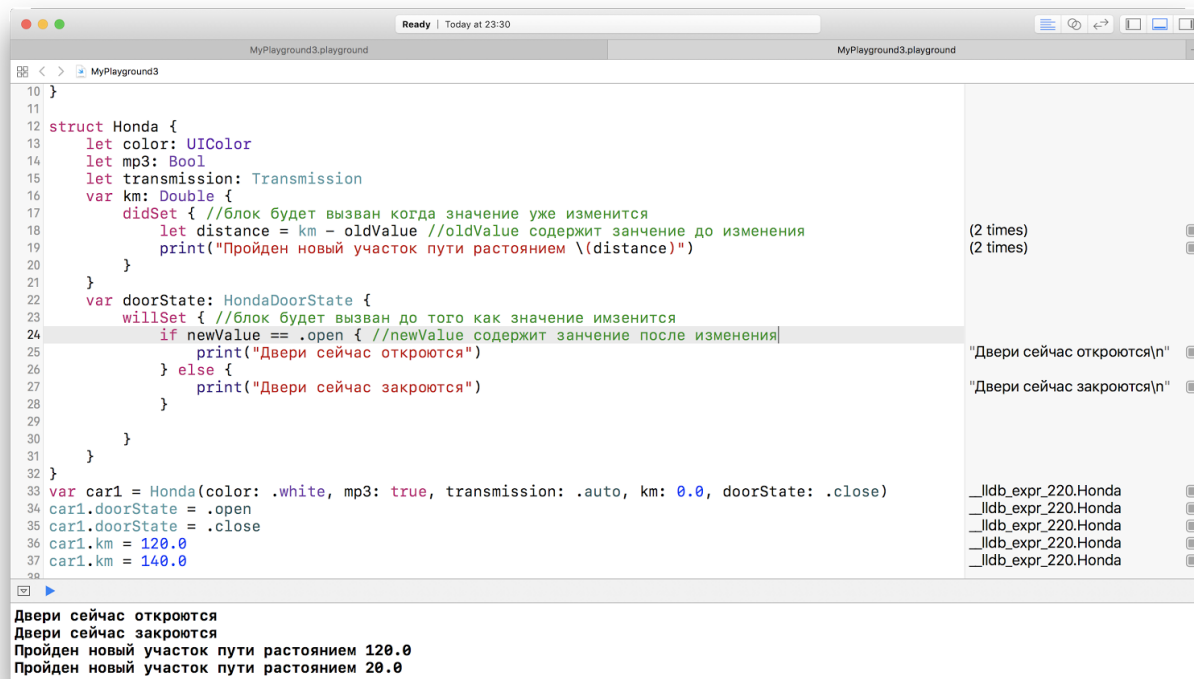 Ready | Today at 23:30
MyPlayground3.playground
MyPlayground3.playground
MyPlayground3
10 }
11
12 struct Honda {
13 let color: UIColor
14 let mp3: Bool
15 let transmission: Transmission
16 var km: Double {
17 didSet { //блок будет вызван когда значение уже изменится
18 let distance = km - oldValue //oldValue содержит занчение до изменения (2 times)
19 print("Пройден новый участок пути растоянием \(distance)") (2 times)
20 }
21 }
22 var doorState: HondaDoorState {
23 willSet { //блок будет вызван до того как значение имзенится
24 if newValue == .open { //newValue содержит занчение после изменения
25 print("Двери сейчас откроются") "Двери сейчас откроются\n"
26 } else {
27 print("Двери сейчас закроются") "Двери сейчас закроются\n"
28 }
29
30 }
31 }
32 }
33 var car1 = Honda(color: .white, mp3: true, transmission: .auto, km: 0.0, doorState: .close) __lldb_expr_220.Honda
34 car1.doorState = .open __lldb_expr_220.Honda
35 car1.doorState = .close __lldb_expr_220.Honda
36 car1.km = 120.0 __lldb_expr_220.Honda
37 car1.km = 140.0 __lldb_expr_220.Honda
38
Двери сейчас откроются
Двери сейчас закроются
Пройден новый участок пути растоянием 120.0
Пройден новый участок пути растоянием 20.0